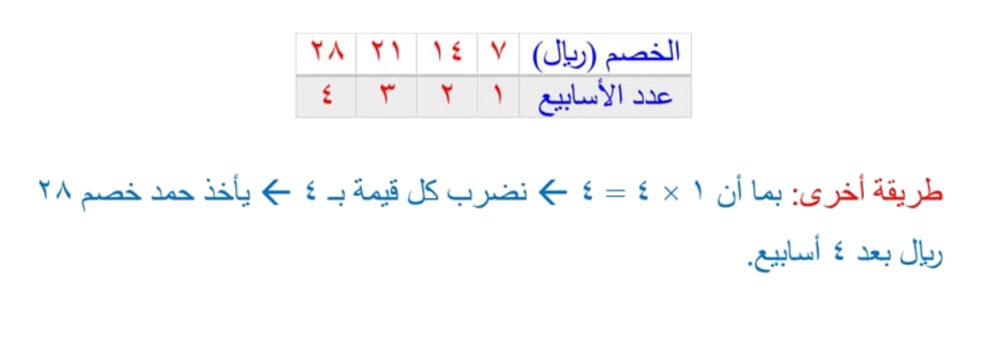 الخصم (ريال) ٧ ١٤ ٢١ ٢٨
عدد الأسابيع ١ ٢ ٣ ٤
طريقة أخرى: بما أن ١ × ٤ = ٤ ← نضرب كل قيمة بـ ٤ ← يأخذ حمد خصم ٢٨
ريال بعد ٤ أسابيع.